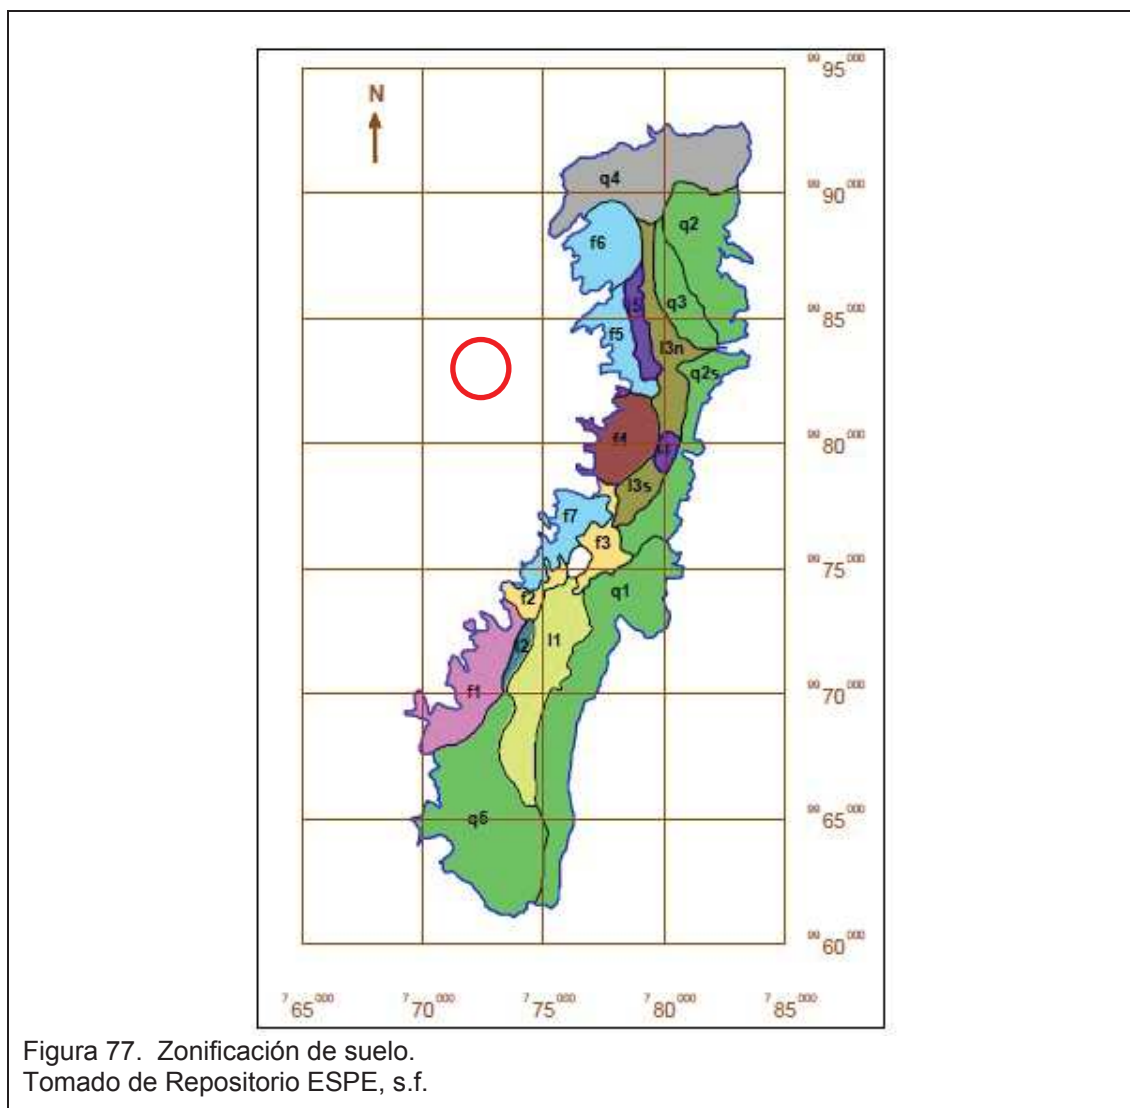 N
99 95 000
99 90 000
99 85 000
99 80 000
99 75 000
99 70 000
99 65 000
99 60 000
q4
q2
f6
q3
f5
l3n
q2s
f4
l3s
f7
f3
q1
f2
l1
f1
q5
7 65 000
7 70 000
7 75 000
7 80 000
7 85 000
Figura 77. Zonificación de suelo.
Tomado de Repositorio ESPE, s.f.